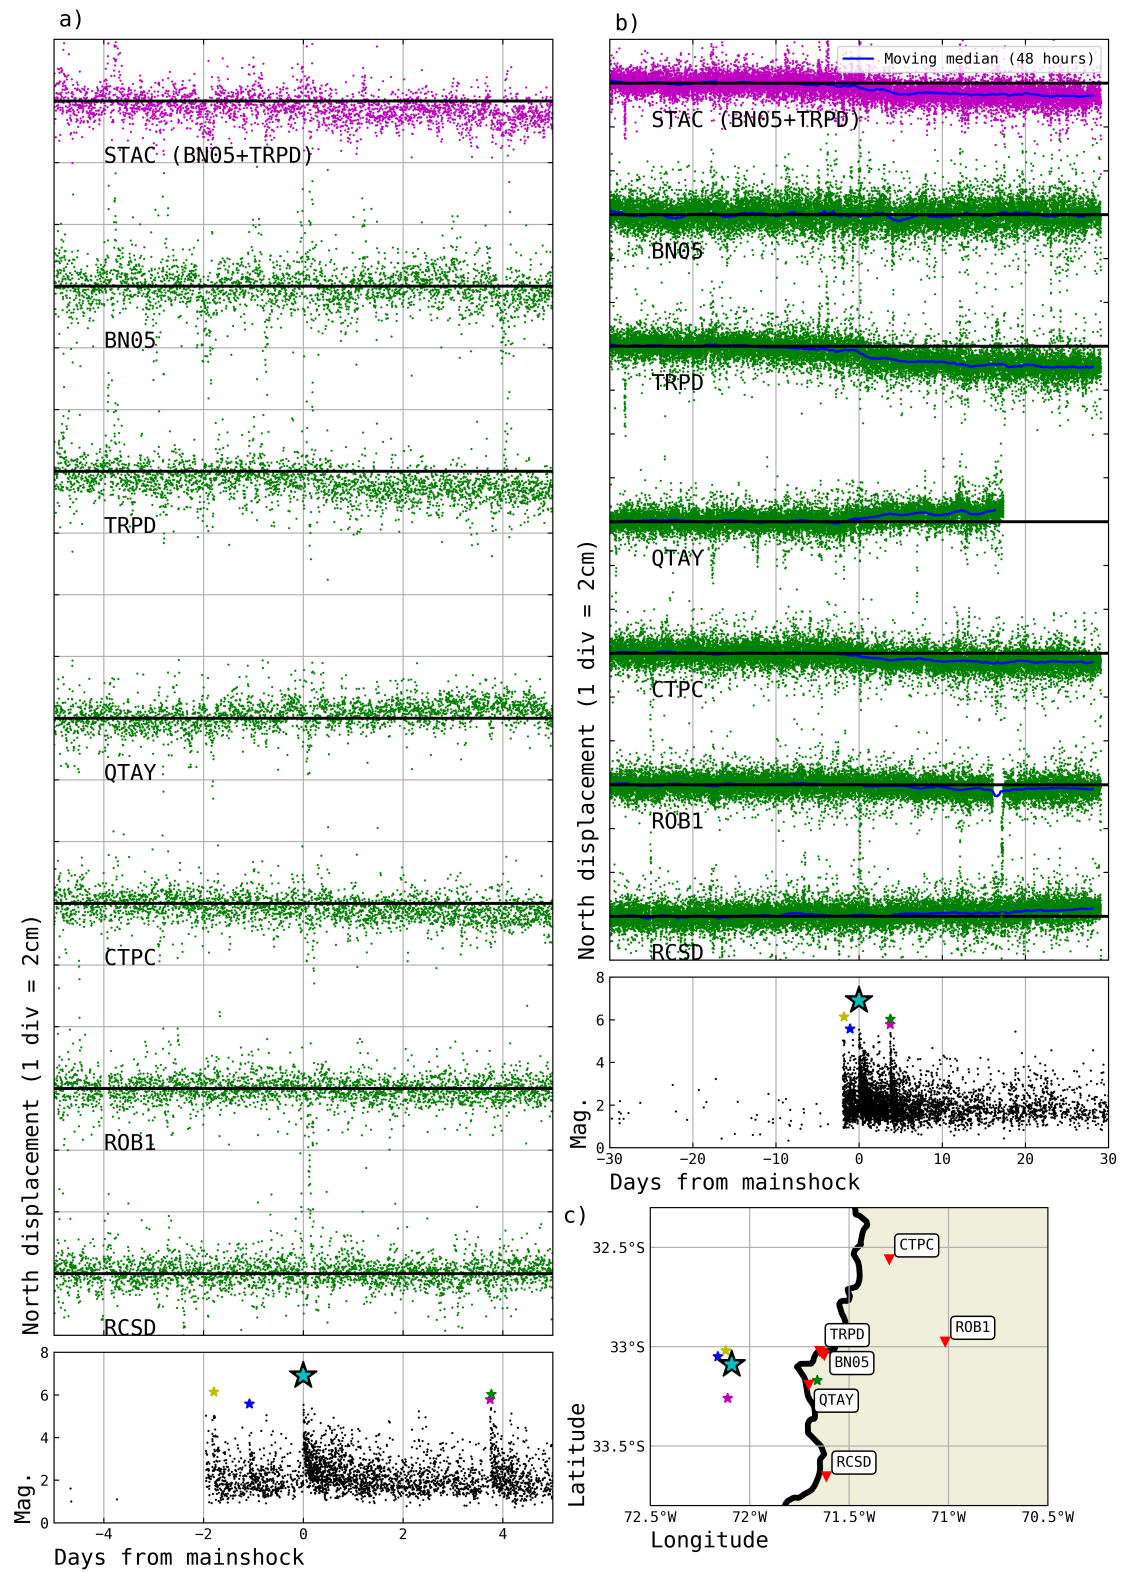 a)
STAC (BN05+TRPD)
BN05
TRPD
QTAY
CTPC
ROB1
RCSD
North displacement (1 div = 2cm)
8
6
4
2
0
Mag.
−4
−2
0
2
4
Days from mainshock
b)
Moving median (48 hours)
STAC (BN05+TRPD)
BN05
TRPD
QTAY
CTPC
ROB1
RCSD
North displacement (1 div = 2cm)
8
6
4
2
0
Mag.
−30
−20
−10
0
10
20
30
Days from mainshock
c)
CTPC
ROB1
TRPD
BN05
QTAY
RCSD
32.5°S
33°S
33.5°S
Latitude
72.5°W
72°W
71.5°W
71°W
70.5°W
Longitude